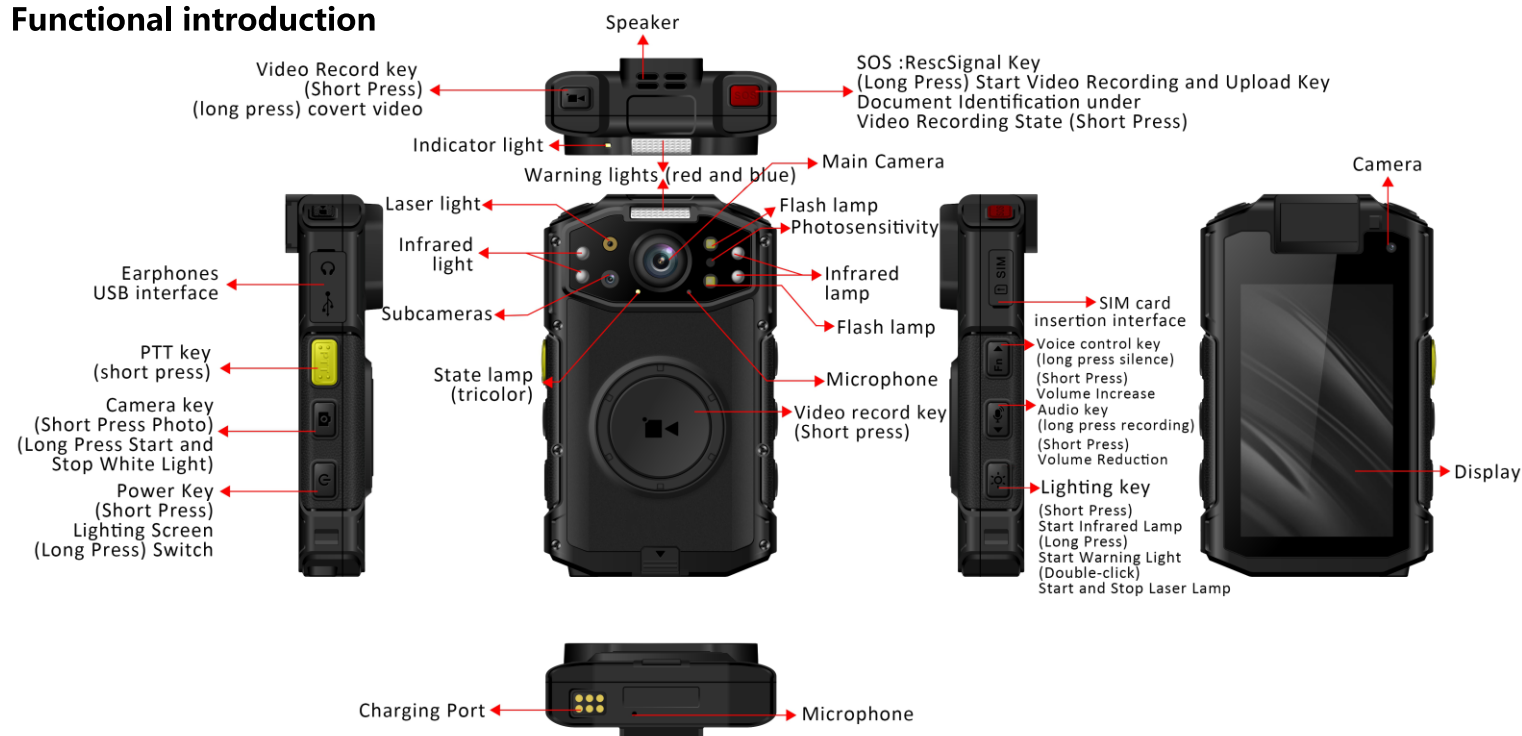 Functional introduction
Speaker
Video Record key
(Short Press)
(long press) covert video
SOS :RescSignal Key
(Long Press) Start Video Recording and Upload Key
Document Identification under
Video Recording State (Short Press)
Indicator light
Warning lights (red and blue)
Main Camera
Camera
Laser light
Flash lamp
Photosensitivity
Infrared
light
Infrared
lamp
Earphones
USB interface
SIM
SIM card
insertion interface
Subcameras
Flash lamp
PTT key
(short press)
PTT
Fn
Voice control key
(long press silence)
(Short Press)
Volume Increase
State lamp
(tricolor)
Microphone
Camera key
(Short Press Photo)
(Long Press Start and
Stop White Light)
Video record key
(Short press)
Audio key
(long press recording)
(Short Press)
Volume Reduction
Display
Power Key
(Short Press)
Lighting Screen
(Long Press) Switch
Lighting key
(Short Press)
Start Infrared Lamp
(Long Press)
Start Warning Light
(Double-click)
Start and Stop Laser Lamp
Charging Port
Microphone